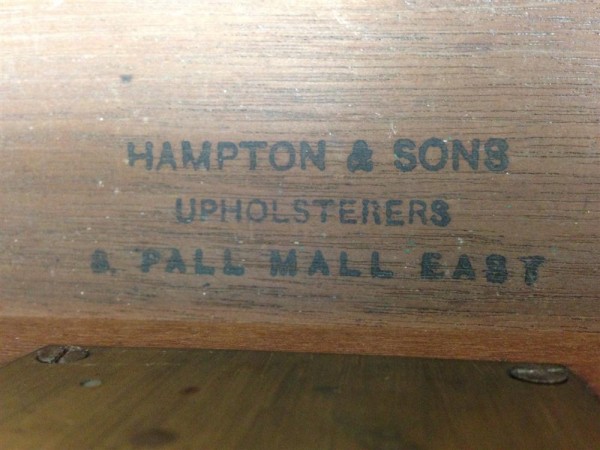 HAMPTON & SONS
UPHOLSTERERS
8. PALL MALL EAST